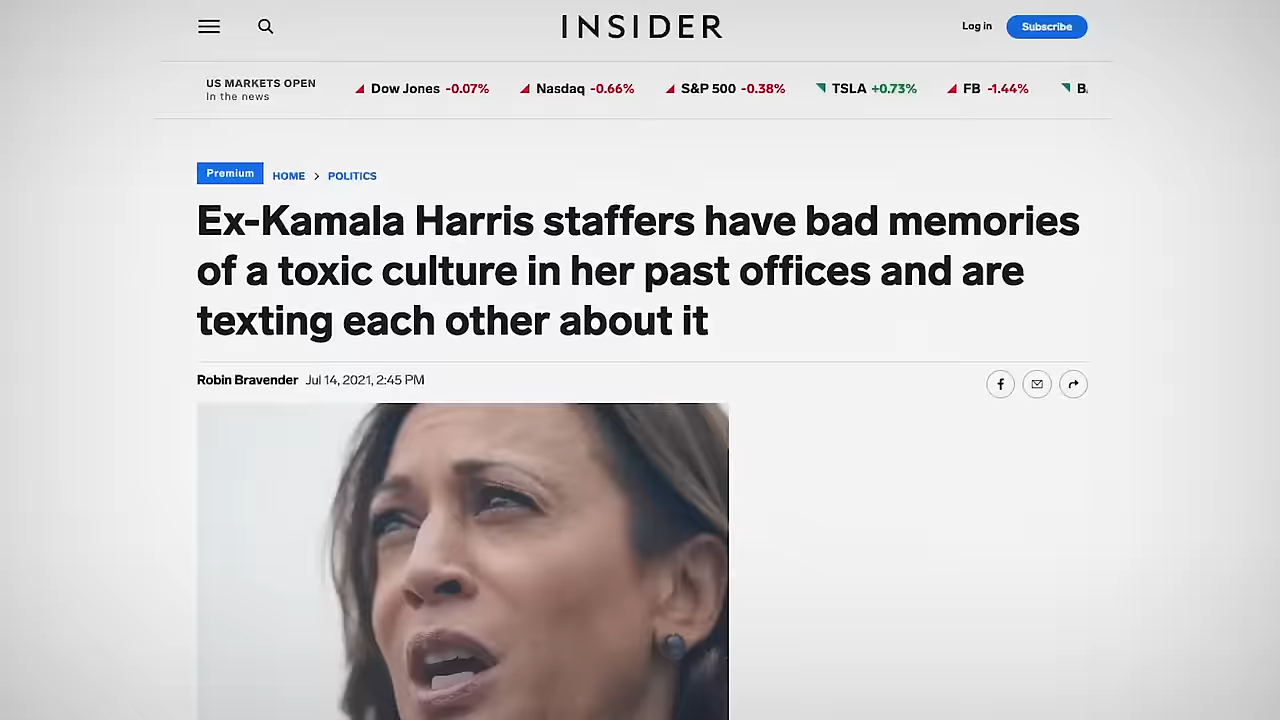 INSIDER
Log in
Subscribe
US MARKETS OPEN
In the news
Dow Jones -0.07%
Nasdaq -0.66%
S&P 500 -0.38%
TSLA +0.73%
FB -1.44%
B
Premium
HOME > POLITICS
Ex-Kamala Harris staffers have bad memories
of a toxic culture in her past offices and are
texting each other about it
Robin Bravender Jul 14, 2021, 2:45 PM